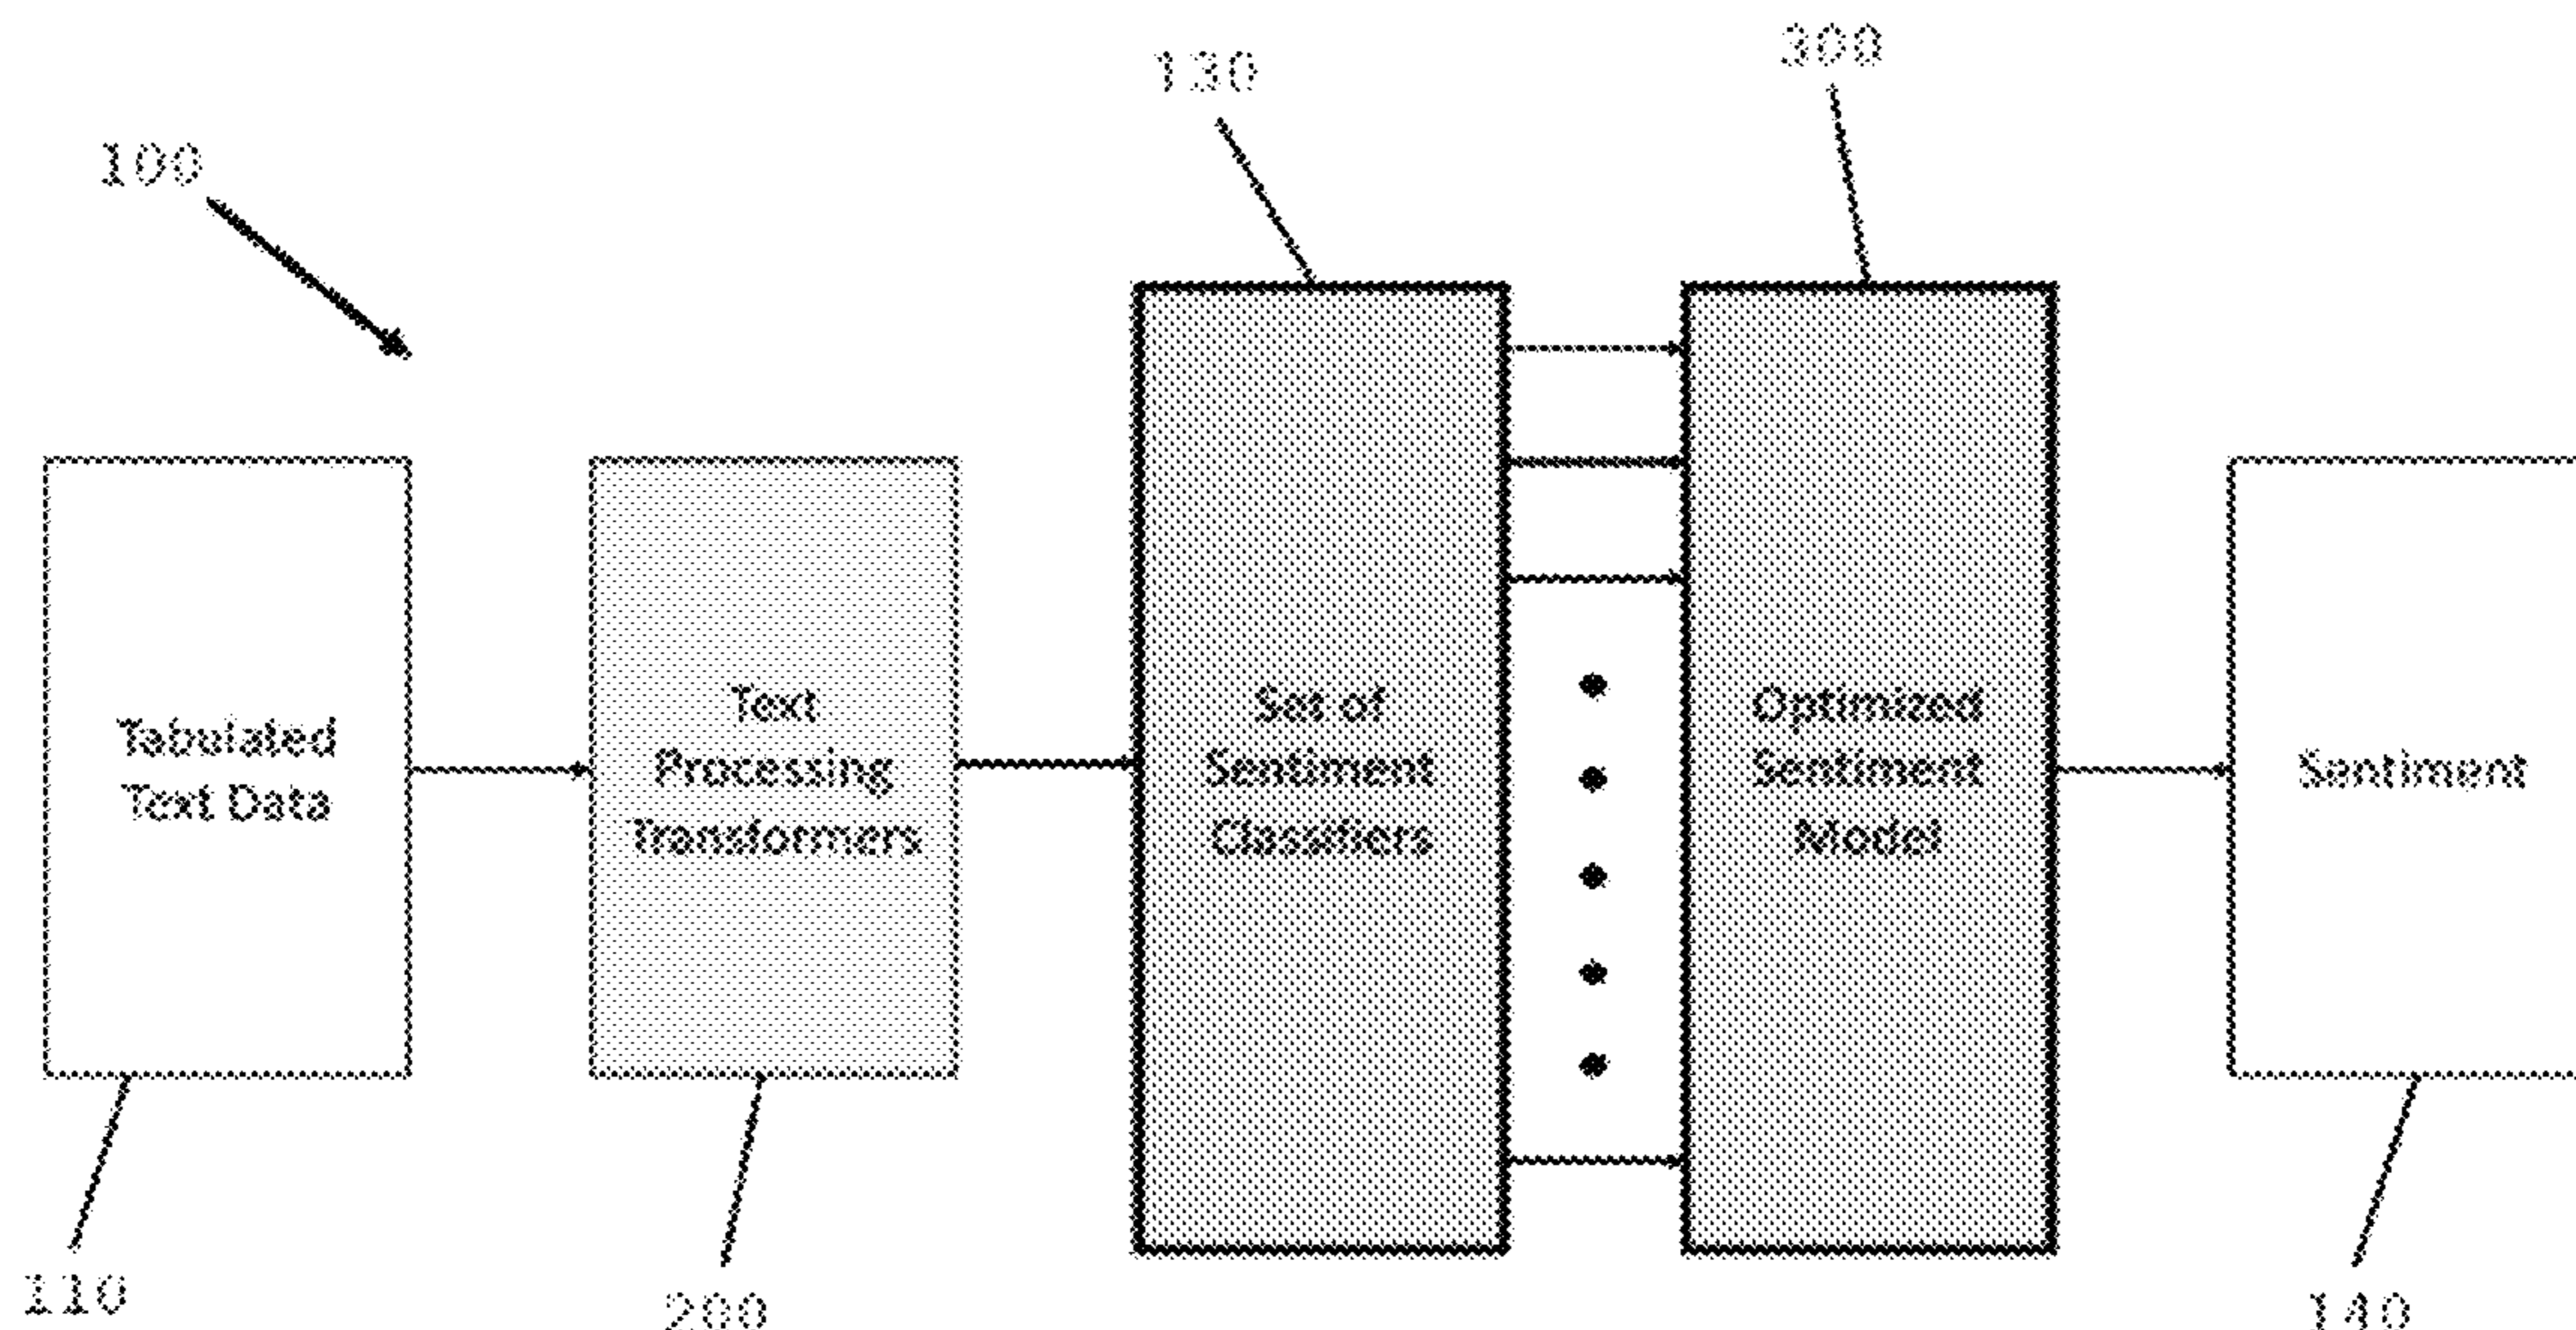 130
300
100
Tabulated
Text Data
Text
Processing
Transformers
Set of
Sentiment
Classifiers
Optimized
Sentiment
Model
Sentiment
110
200
140